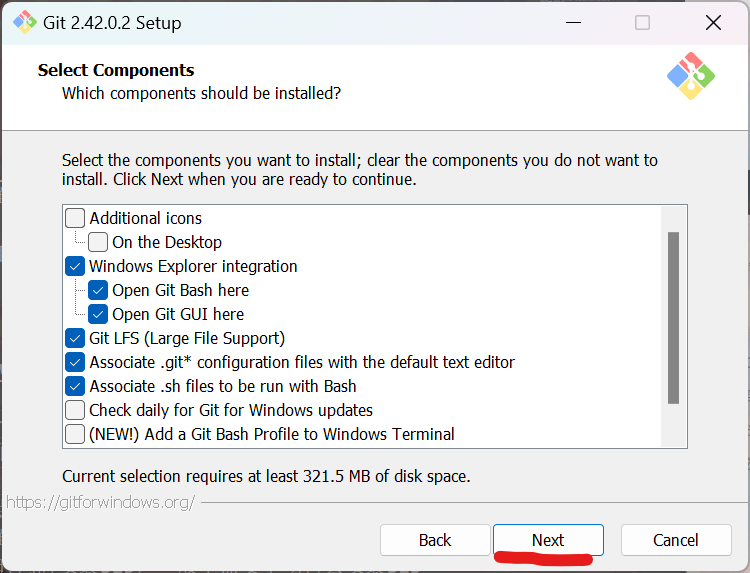 Git 2.42.0.2 Setup
Select Components
Which components should be installed?
Select the components you want to install; clear the components you do not want to
install. Click Next when you are ready to continue.
Additional icons
On the Desktop
Windows Explorer integration
Open Git Bash here
Open Git GUI here
Git LFS (Large File Support)
Associate .git* configuration files with the default text editor
Associate .sh files to be run with Bash
Check daily for Git for Windows updates
(NEW!) Add a Git Bash Profile to Windows Terminal
Current selection requires at least 321.5 MB of disk space.
https://gitforwindows.org/
Back
Next
Cancel